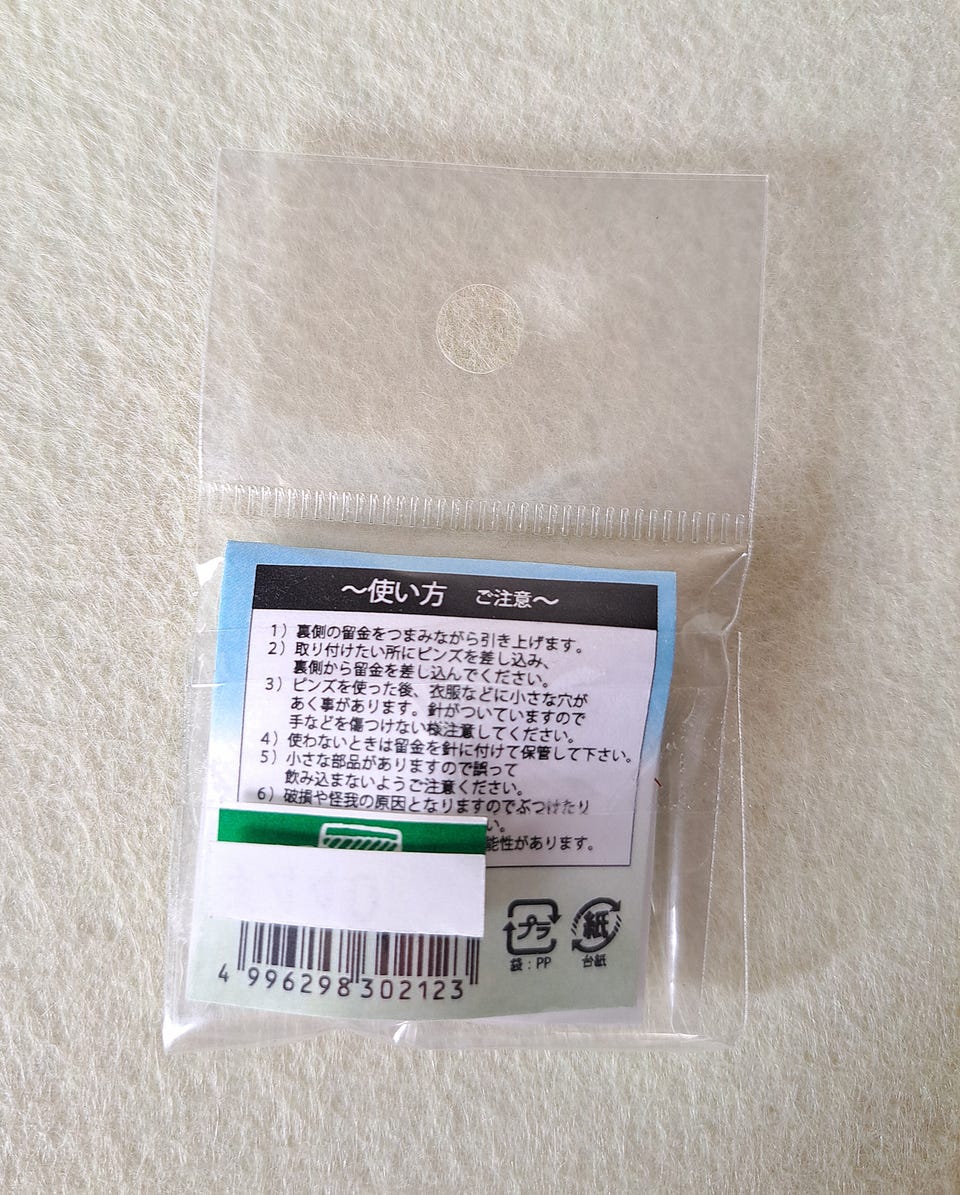 ～使い方 ご注意～
1）裏側の留金をつまみながら引き上げます。
2）取り付けたい所にピンズを差し込み、
裏側から留金を差し込んでください。
3）ピンズを使った後、衣服などに小さな穴が
あく事があります。針がついていますので
手などを傷つけない様注意してください。
4）使わないときは留金を針に付けて保管して下さい。
5）小さな部品がありますので誤って
飲み込まないようご注意ください。
6）破損や怪我の原因となりますのでぶつけたり
い。
能性があります。
プラ
紙
袋：PP
台紙
4 996298 302123